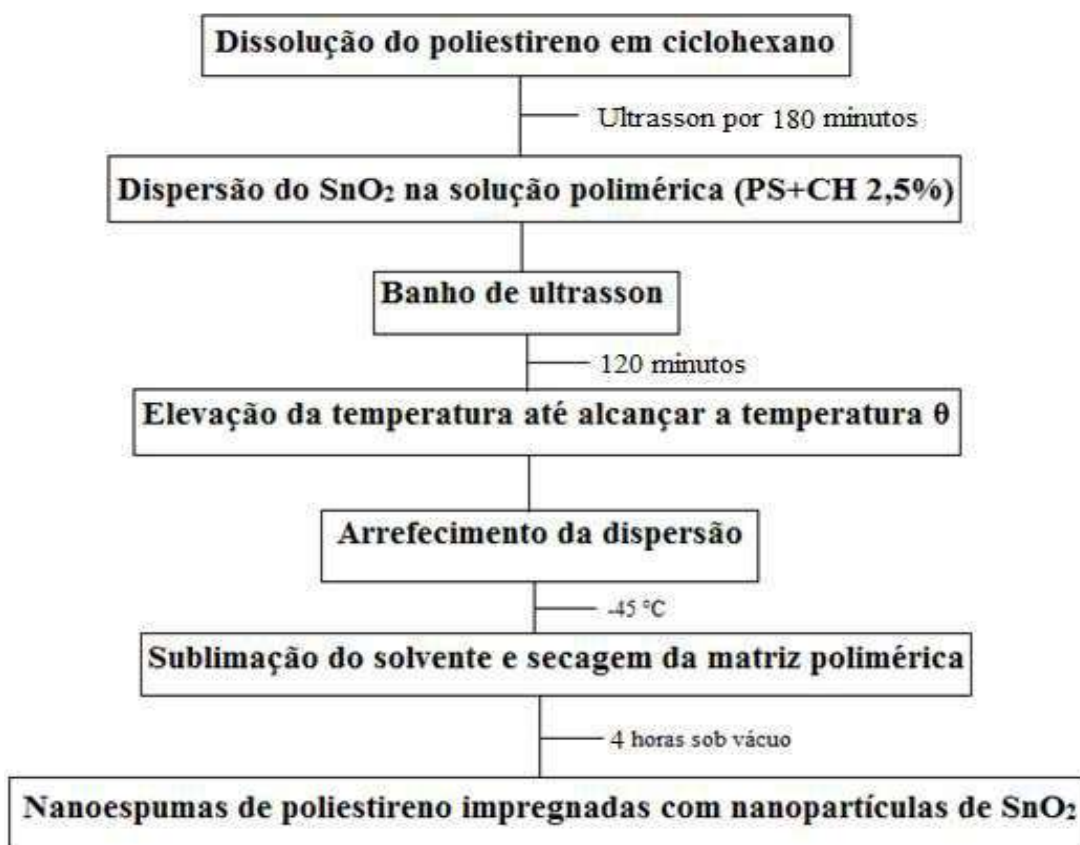 Dissolução do poliestireno em ciclohexano
Ultrasson por 180 minutos
Dispersão do SnO₂ na solução polimérica (PS+CH 2,5%)
Banho de ultrasson
120 minutos
Elevação da temperatura até alcançar a temperatura θ
Arrefecimento da dispersão
-45 °C
Sublimação do solvente e secagem da matriz polimérica
4 horas sob vácuo
Nanoespumas de poliestireno impregnadas com nanopartículas de SnO₂